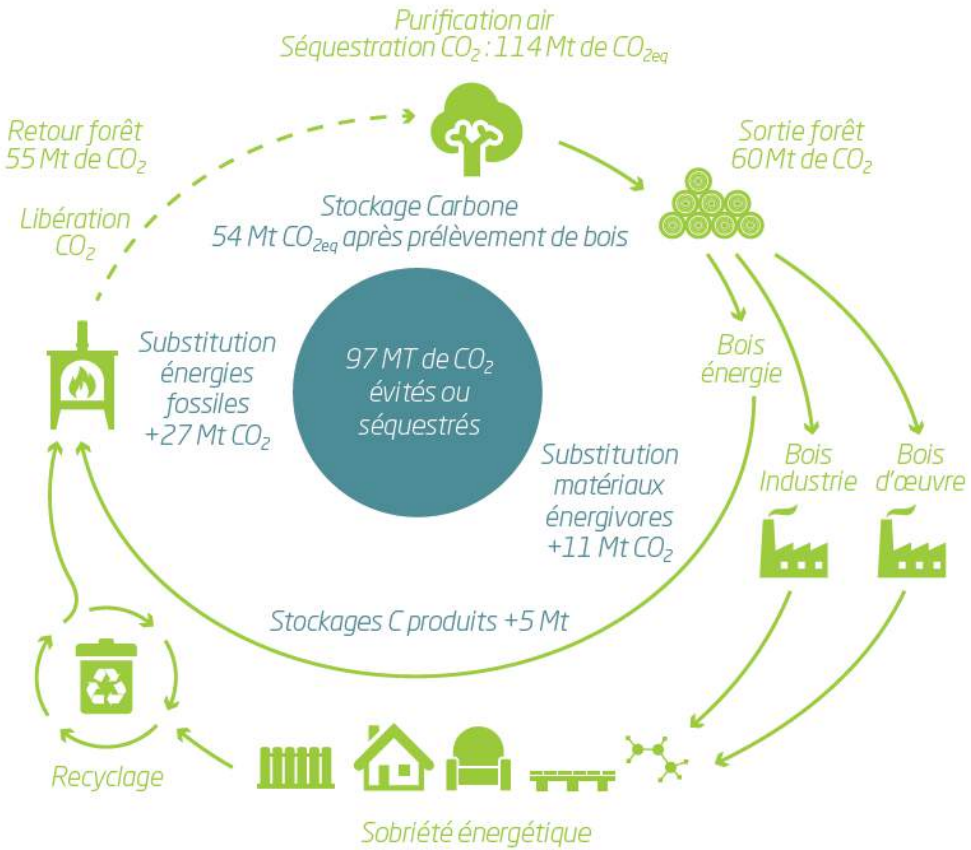 Purification air
Séquestration CO₂ : 114 Mt de CO₂eq
Retour forêt
55 Mt de CO₂
Sortie forêt
60 Mt de CO₂
Libération
CO₂
Stockage Carbone
54 Mt CO₂eq après prélèvement de bois
Substitution
énergies
fossiles
+27 Mt CO₂
97 MT de CO₂
évités ou
séquestrés
Bois
énergie
Substitution
matériaux
énergivores
+11 Mt CO₂
Bois
Industrie
Bois
d'œuvre
Stockages C produits +5 Mt
Recyclage
Sobriété énergétique